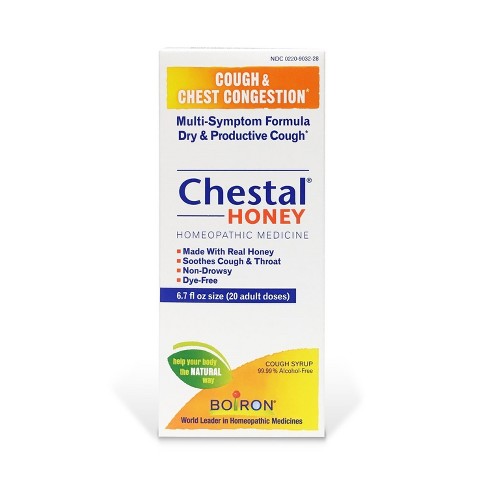 NDC 0220-9032-28
COUGH &
CHEST CONGESTION*
Multi-Symptom Formula
Dry & Productive Cough*
Chestal®
HONEY
HOMEOPATHIC MEDICINE
▪ Made With Real Honey
▪ Soothes Cough & Throat
▪ Non-Drowsy
▪ Dye-Free
6.7 fl oz size (20 adult doses)
help your body
the NATURAL
way
COUGH SYRUP
99.99% Alcohol-Free
BOIRON®
World Leader in Homeopathic Medicines